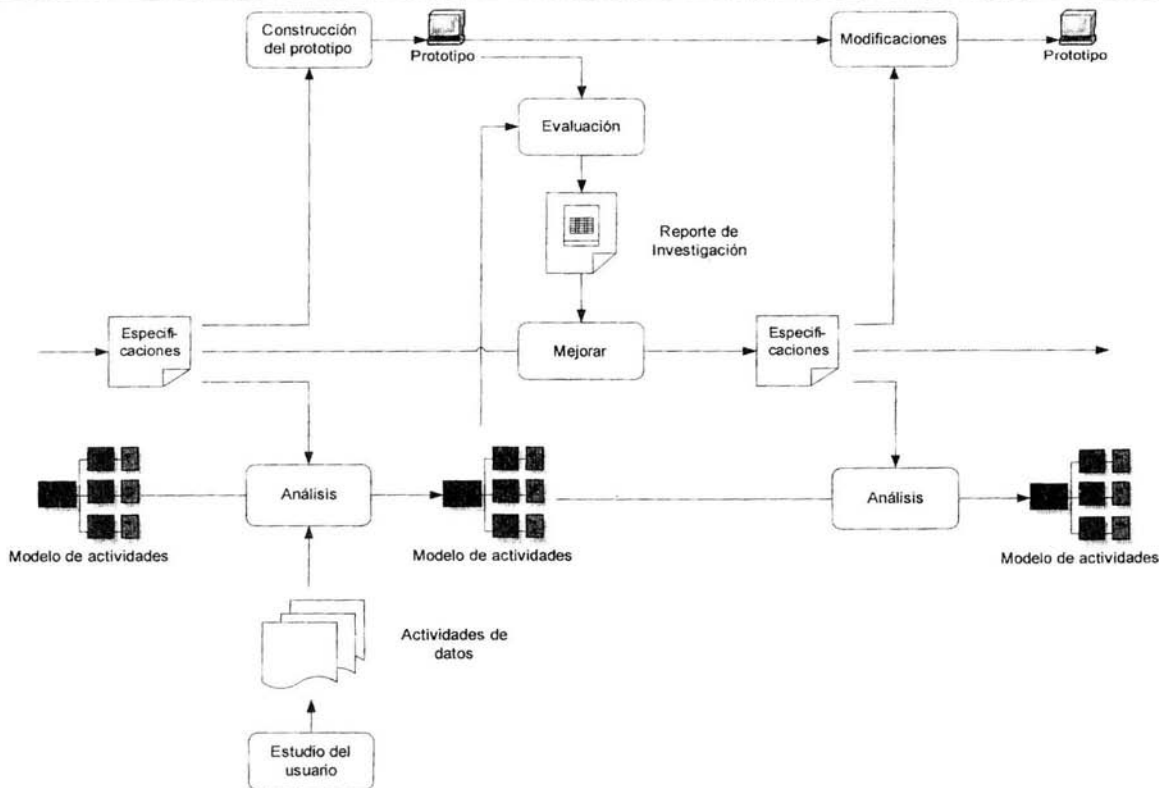 Construcción
del prototipo
Prototipo
Modificaciones
Prototipo
Evaluación
Reporte de
Investigación
Especifi-
caciones
Mejorar
Especifi-
caciones
Análisis
Modelo de actividades
Modelo de actividades
Análisis
Modelo de actividades
Actividades de
datos
Estudio del
usuario